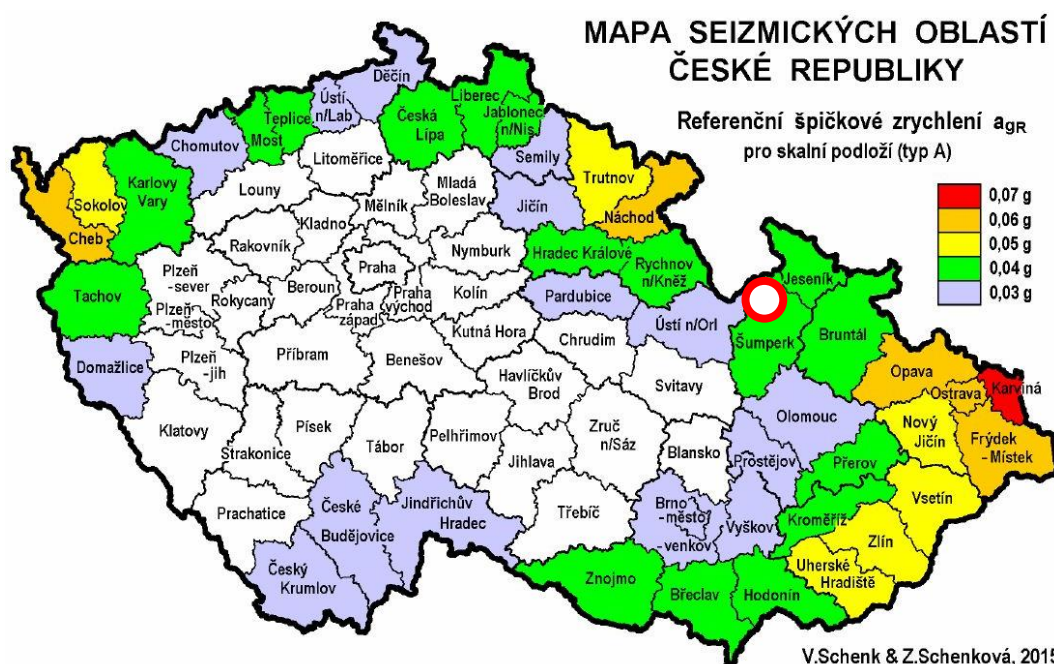 MAPA SEIZMICKÝCH OBLASTÍ
ČESKÉ REPUBLIKY
Referenční špičkové zrychlení aGR
pro skalní podloží (typ A)
0,07 g
0,06 g
0,05 g
0,04 g
0,03 g
Děčín
Ústí
n/Lab
Teplice
Most
Chomutov
Česká
Lípa
Liberec
Jablonec
n/Nis
Semily
Litoměřice
Louny
Mladá
Boleslav
Mělník
Jičín
Trutnov
Náchod
Karlovy
Vary
Sokolov
Cheb
Kladno
Rakovník
Nymburk
Hradec Králové
Rychnov
n/Kněž
Praha
Praha
východ
Praha
západ
Kolín
Beroun
Plzeň
-sever
Rokycany
Plzeň
-město
Tachov
Pardubice
Ústí n/Orl
Jeseník
Šumperk
Bruntál
Kutná Hora
Chrudim
Domažlice
Plzeň
-jih
Příbram
Benešov
Havlíčkův
Brod
Svitavy
Opava
Ostrava
Karviná
Olomouc
Nový
Jičín
Frýdek
-Místek
Klatovy
Písek
Tábor
Pelhřimov
Zruč
n/Sáz
Strakonice
Jihlava
Blansko
Prostějov
Přerov
Vsetín
Prachatice
České
Budějovice
Jindřichův
Hradec
Třebíč
Brno
-město
-venkov
Vyškov
Kroměříž
Zlín
Uherské
Hradiště
Český
Krumlov
Znojmo
Břeclav
Hodonín
V.Schenk & Z.Schenková, 2015